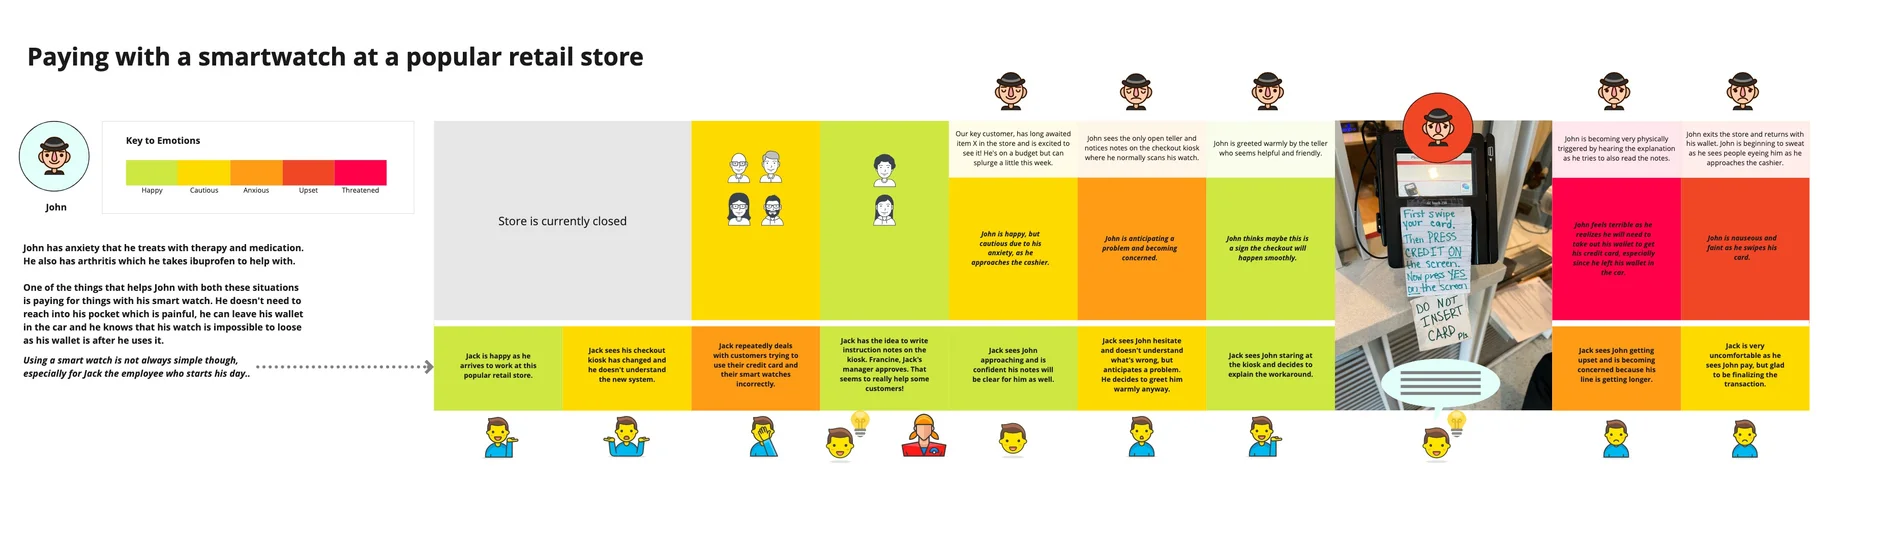 Paying with a smartwatch at a popular retail store
Key to Emotions
Happy
Cautious
Anxious
Upset
Threatened
John
John has anxiety that he treats with therapy and medication.
He also has arthritis which he takes ibuprofen to help with.
One of the things that helps John with both these situations
is paying for things with his smart watch. He doesn't need to
reach into his pocket which is painful, he can leave his wallet
in the car and he knows that his watch is impossible to loose
as his wallet is after he uses it.
Using a smart watch is not always simple though,
especially for Jack the employee who starts his day..
Store is currently closed
Our key customer, has long awaited
item X in the store and is excited to
see it! He's on a budget but can
splurge a little this week.
John sees the only open teller and
notices notes on the checkout kiosk
where he normally scans his watch.
John is greeted warmly by the teller
who seems helpful and friendly.
John is becoming very physically
triggered by hearing the explanation
as he tries to also read the notes.
John exits the store and returns with
his wallet. John is beginning to sweat
as he sees people eyeing him as he
approaches the cashier.
John is happy, but
cautious due to his
anxiety, as he
approaches the cashier.
John is anticipating a
problem and becoming
concerned.
John thinks maybe this is
a sign the checkout will
happen smoothly.
First swipe
your card.
Then PRESS
CREDIT ON
the screen.
Now press YES
on the screen
DO NOT
INSERT
CARD Pls
John feels terrible as he
realizes he will need to
take out his wallet to get
his credit card, especially
since he left his wallet in
the car.
John is nauseous and
faint as he swipes his
card.
Jack is happy as he
arrives to work at this
popular retail store.
Jack sees his checkout
kiosk has changed and
he doesn't understand
the new system.
Jack repeatedly deals
with customers trying to
use their credit card and
their smart watches
incorrectly.
Jack has the idea to write
instruction notes on the
kiosk. Francine, Jack's
manager approves. That
seems to really help some
customers!
Jack sees John
approaching and is
confident his notes will
be clear for him as well.
Jack sees John hesitate
and doesn't understand
what's wrong, but
anticipates a problem.
He decides to greet him
warmly anyway.
Jack sees John staring at
the kiosk and decides to
explain the workaround.
Jack sees John getting
upset and is becoming
concerned because his
line is getting longer.
Jack is very
uncomfortable as he
sees John pay, but glad
to be finalizing the
transaction.